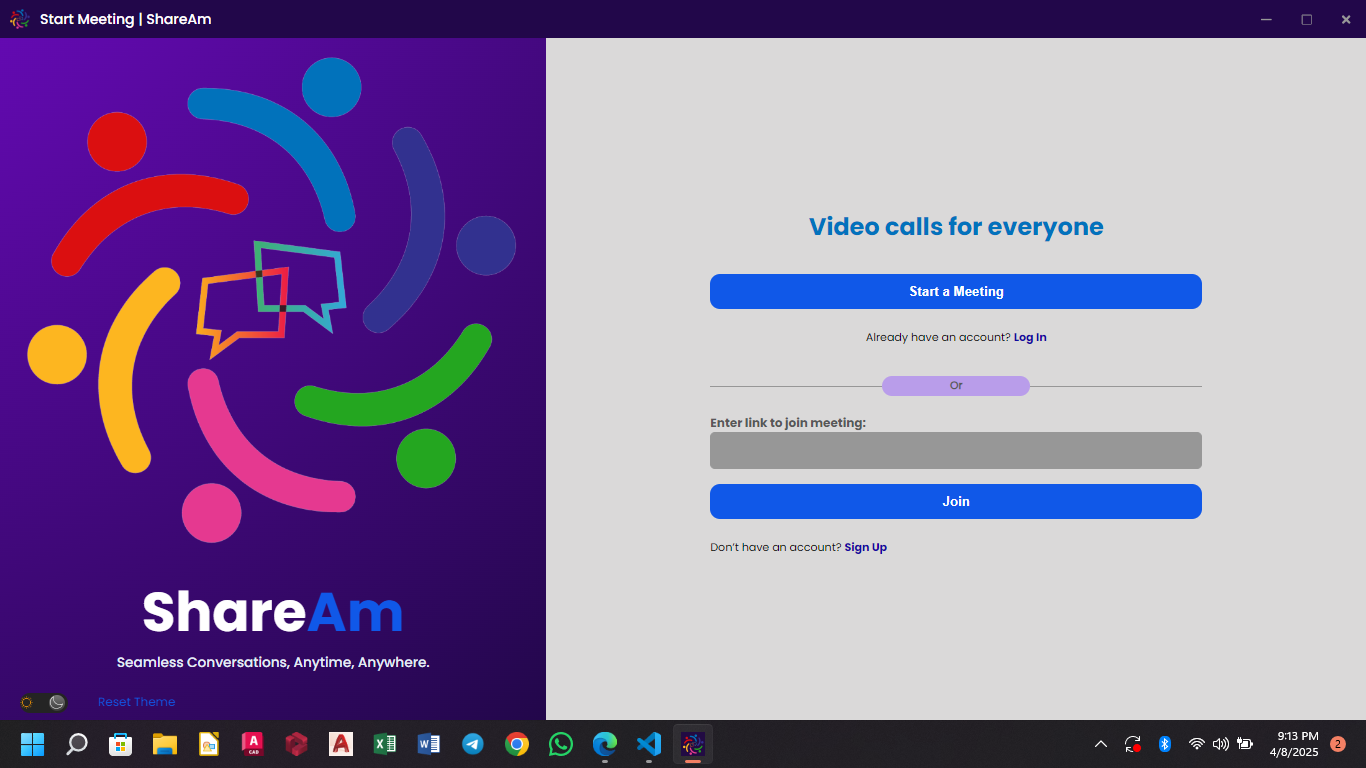 Start Meeting | ShareAm
ShareAm
Seamless Conversations, Anytime, Anywhere.
Reset Theme
Video calls for everyone
Start a Meeting
Already have an account? Log In
Or
Enter link to join meeting:
Join
Don't have an account? Sign Up
A
CAD
A
9:13 PM
4/8/2025
2